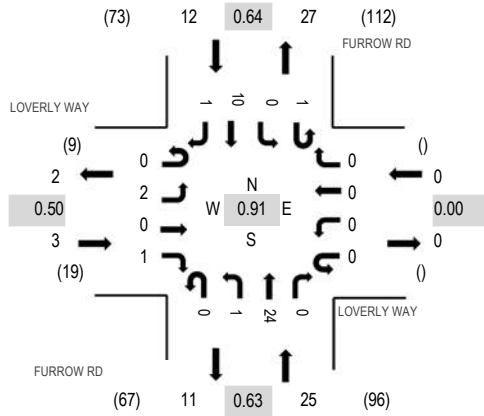 (73) 12 0.64 27 (112)
FURROW RD
LOVERLY WAY
1 10 0 1
(9) 0 0 ()
2 2 N 0 0
0.50 0 W 0.91 E 0 0.00
3 1 S 0 0
(19) ()
0 1 24 0
LOVERLY WAY
FURROW RD
(67) 11 0.63 25 (96)